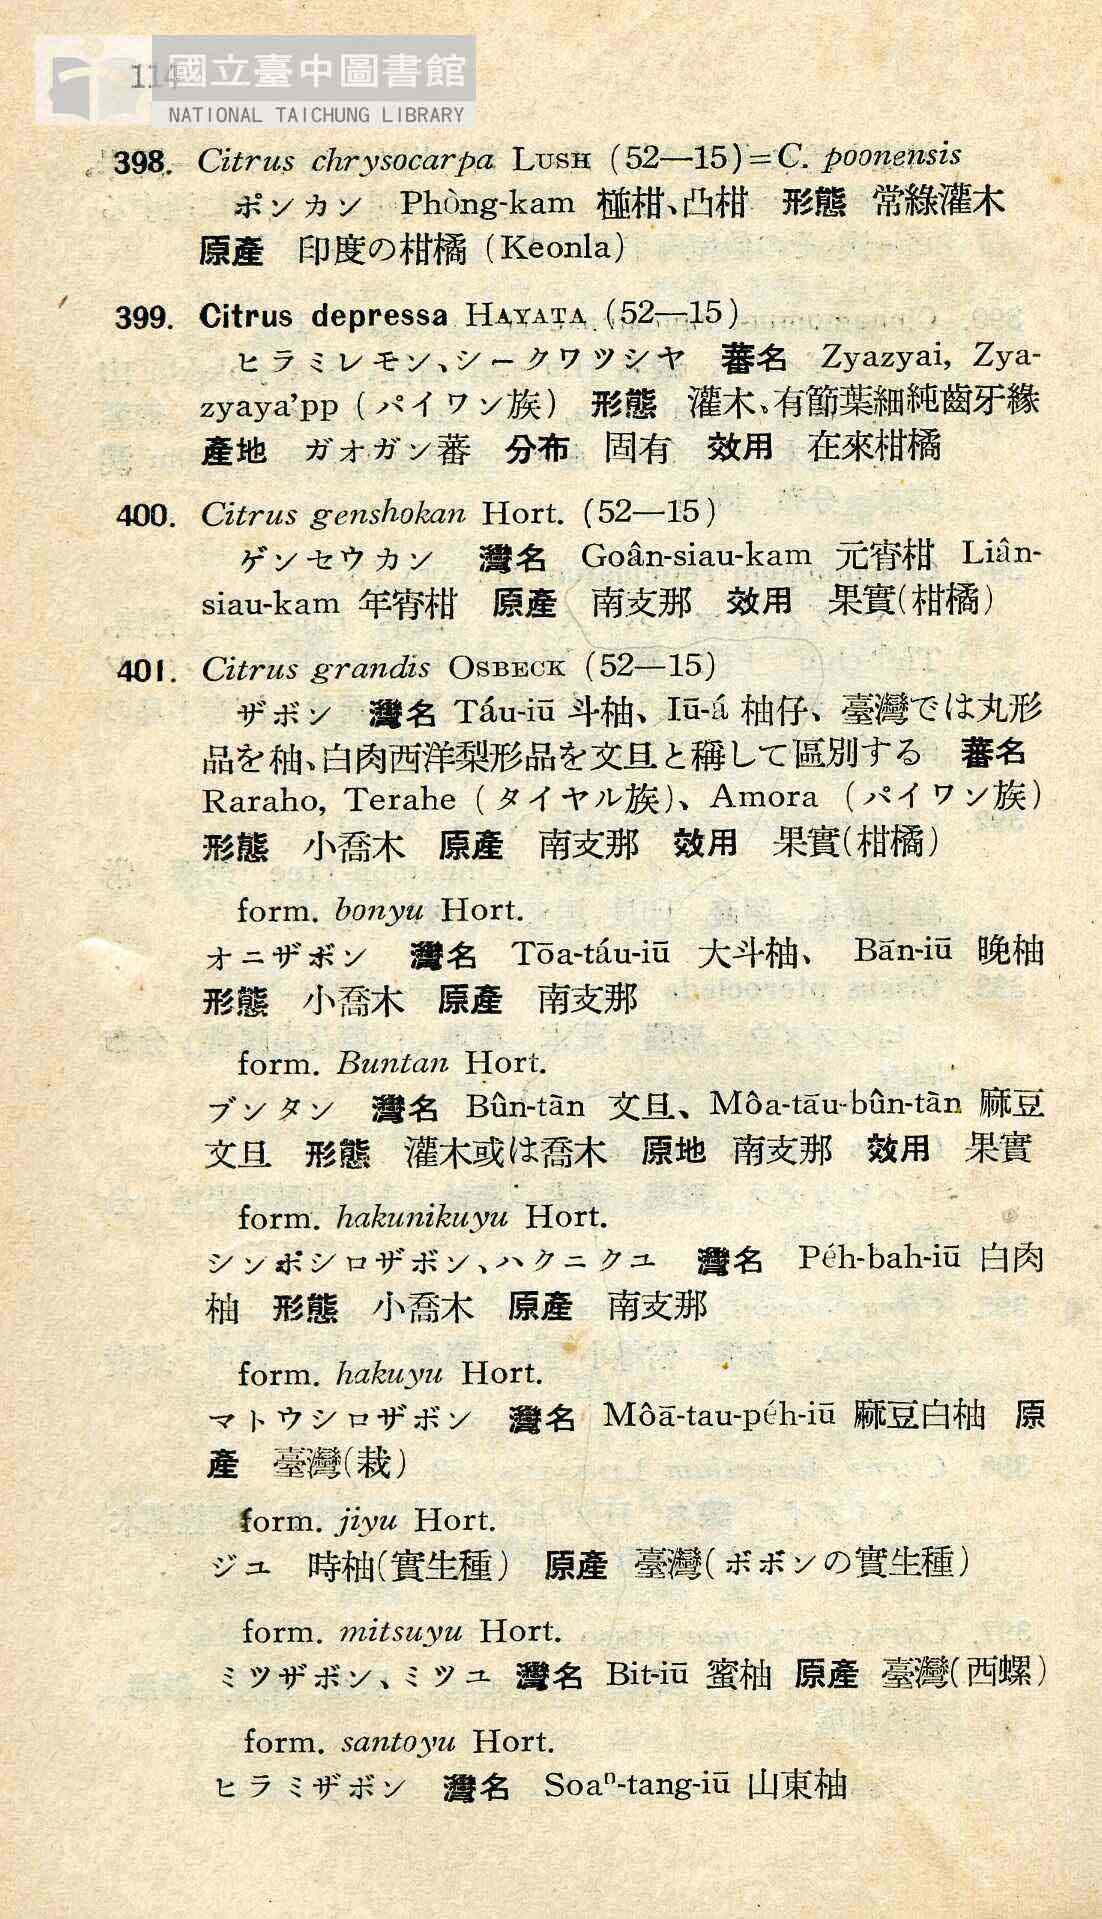 114
國立臺中圖書館
NATIONAL TAICHUNG LIBRARY
398. Citrus chrysocarpa LUSH (52—15)=C. poonensis
ポンカン Phòng-kam 椪柑、凸柑 形態 常綠灌木
原產 印度の柑橘 (Keonla)
399. Citrus depressa HAYATA (52—15)
ヒラミレモン、シークワツシヤ 蕃名 Zyazyai, Zya-
zyaya'pp (パイワン族) 形態 灌木、有節葉細純齒牙緣
產地 ガオガン蕃 分布 固有 效用 在來柑橘
400. Citrus genshokan Hort. (52—15)
ゲンセウカン 灣名 Goân-siau-kam 元宵柑 Liân-
siau-kam 年宵柑 原產 南支那 效用 果實(柑橘)
401. Citrus grandis OSBECK (52—15)
ザボン 灣名 Táu-iū 斗柚、Iū-á 柚仔、臺灣では丸形
品を柚、白肉西洋梨形品を文旦と稱して區別する 蕃名
Raraho, Terahe (タイヤル族)、Amora (パイワン族)
形態 小喬木 原產 南支那 效用 果實(柑橘)
form. bonyu Hort.
オニザボン 灣名 Tōa-táu-iū 大斗柚、 Bān-iū 晚柚
形態 小喬木 原產 南支那
form. Buntan Hort.
ブンタン 灣名 Bûn-tàn 文旦、Môa-tāu-bûn-tàn 麻豆
文旦 形態 灌木或は喬木 原地 南支那 效用 果實
form. hakunikuyu Hort.
シンポシロザボン、ハクニクユ 灣名 Péh-bah-iū 白肉
柚 形態 小喬木 原產 南支那
form. hakuyu Hort.
マトウシロザボン 灣名 Môā-tau-péh-iū 麻豆白柚 原
產 臺灣(栽)
form. jiyu Hort.
ジユ 時柚(實生種) 原產 臺灣(ボボンの實生種)
form. mitsuyu Hort.
ミツザボン、ミツユ 灣名 Bit-iū 蜜柚 原產 臺灣(西螺)
form. santoyu Hort.
ヒラミザボン 灣名 Soaⁿ-tang-iū 山東柚